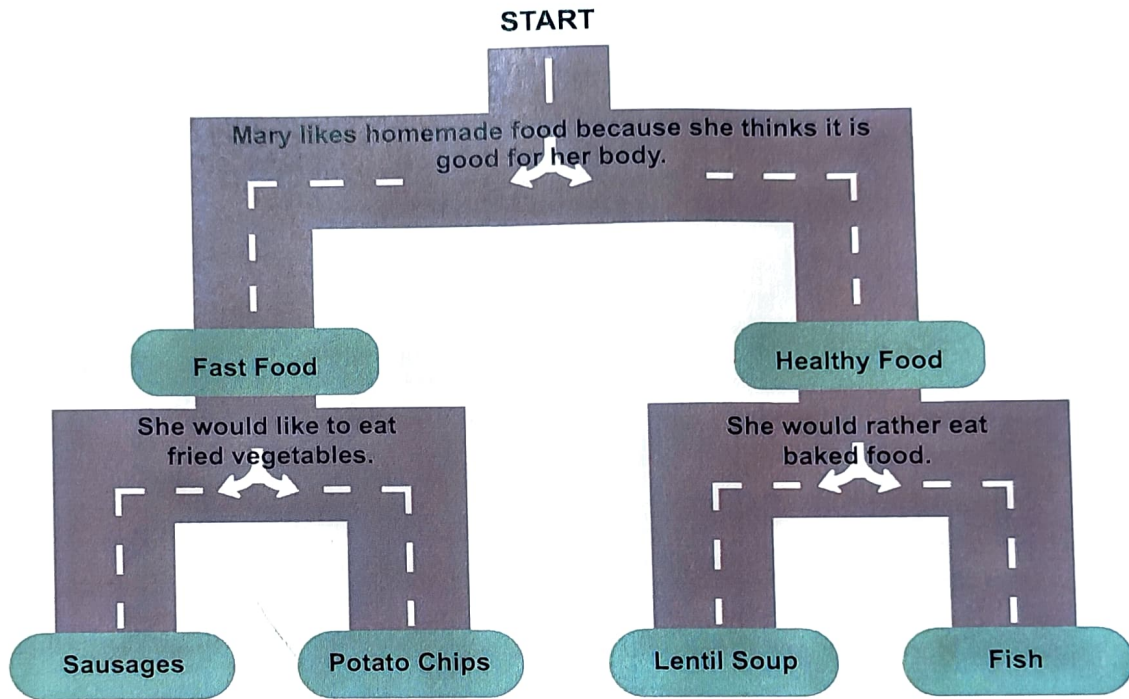 START
Mary likes homemade food because she thinks it is
good for her body.
Fast Food
Healthy Food
She would like to eat
fried vegetables.
She would rather eat
baked food.
Sausages
Potato Chips
Lentil Soup
Fish